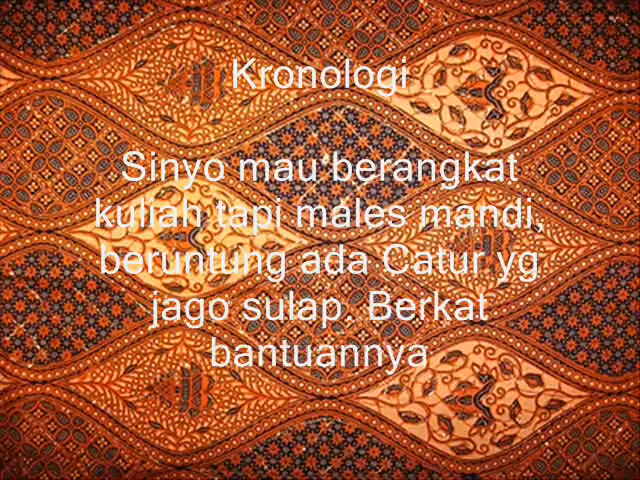 Kronologi
Sinyo mau berangkat
kuliah tapi males mandi,
beruntung ada Catur yg
jago sulap. Berkat
bantuannya